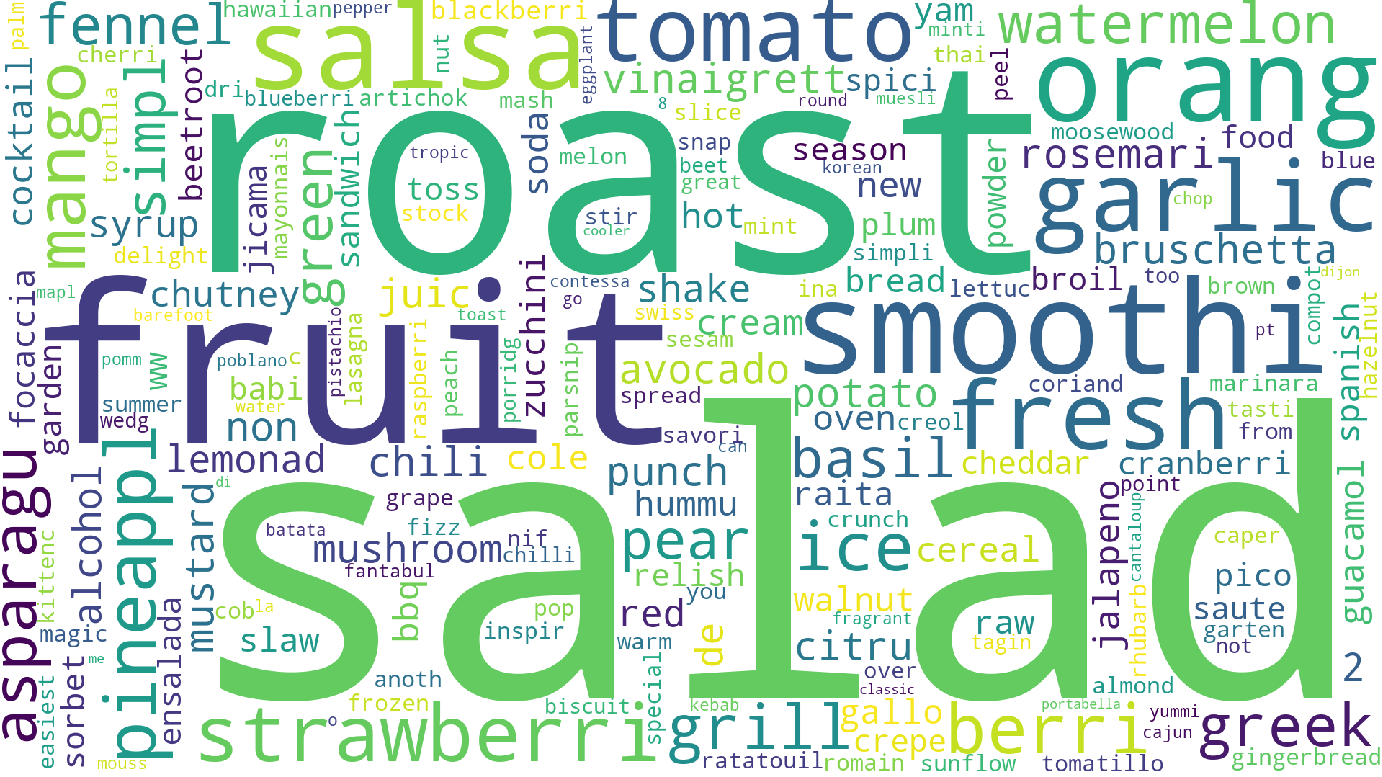 fennel
hawaiian
pepper
blackberri
tomato
yam
minti
watermelon
palm
cherri
salsa
nut
eggplant
vinaigrett
spici
thai
peel
orang
cocktail
mango
simpl
dri
beetroot
blueberri
artichok
mash
8
slice
round
muesli
moosewood
food
tortilla
roast
green
sandwich
tropic
soda
melon
snap
season
korean
rosemari
blue
syrup
jicama
mayonnais
toss
stock
stir
cooler
hot
beet
great
mint
new
plum
powder
garlic
chop
delight
simpli
bruschetta
focaccia
mapl
chutney
juic
zucchini
contessa
go
shake
ina
bread
lettuc
broil
too
brown
compot
dijon
barefoot
fruit
pistachio
lasagna
raspberri
toast
swiss
cream
sesam
smoothi
pt
spanish
hazelnut
garden
pomm
ww
poblano
c
peach
porridg
parsnip
avocado
potato
coriand
marinara
summer
wedg
babi
water
non
spread
savori
can
oven
creol
fresh
tasti
from
asparagu
pineappl
lemonad
chili
cole
punch
basil
cheddar
cranberri
point
guacamol
alcohol
mustard
di
salad
grape
batata
mushroom
fizz
nif
chilli
fantabul
hummu
pear
raita
ice
crunch
cereal
jalapeno
cantaloup
caper
pico
easiest
kittenc
cob
la
slaw
bbq
pop
inspir
relish
red
you
warm
de
walnut
fragrant
citru
raw
tagin
rhubarb
saute
garten
not
magic
me
sorbet
ensalada
anoth
frozen
biscuit
special
over
classic
almond
2
mouss
strawberri
kebab
grill
ratatouil
gallo
crepe
romain
berri
portabella
sunflow
tomatillo
yummi
cajun
greek
gingerbread
o